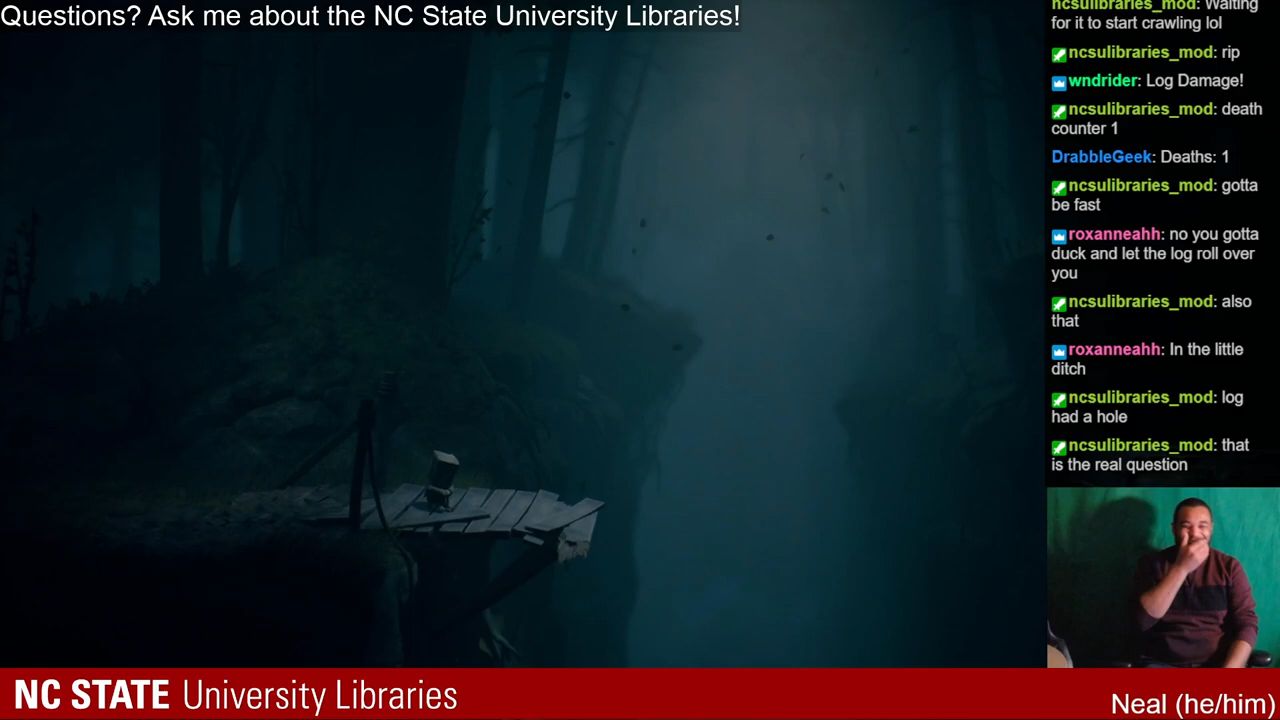 Questions? Ask me about the NC State University Libraries!
ncsulibraries_mod: Waiting
for it to start crawling lol
ncsulibraries_mod: rip
wndrider: Log Damage!
ncsulibraries_mod: death
counter 1
DrabbleGeek: Deaths: 1
ncsulibraries_mod: gotta
be fast
roxanneahh: no you gotta
duck and let the log roll over
you
ncsulibraries_mod: also
that
roxanneahh: In the little
ditch
ncsulibraries_mod: log
had a hole
ncsulibraries_mod: that
is the real question
NC STATE University Libraries
Neal (he/him)